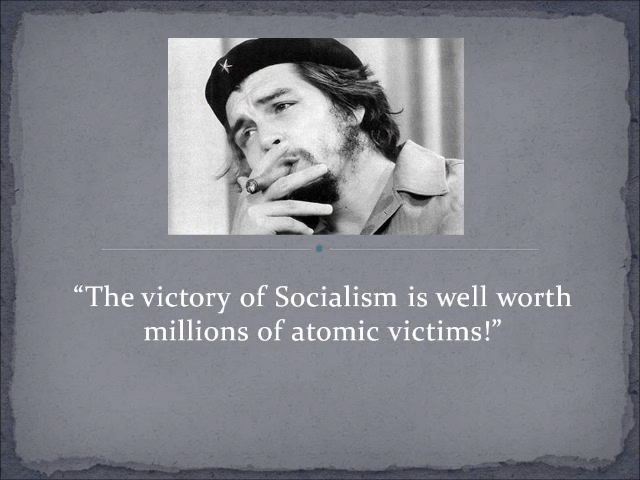 “The victory of Socialism is well worth
millions of atomic victims!”